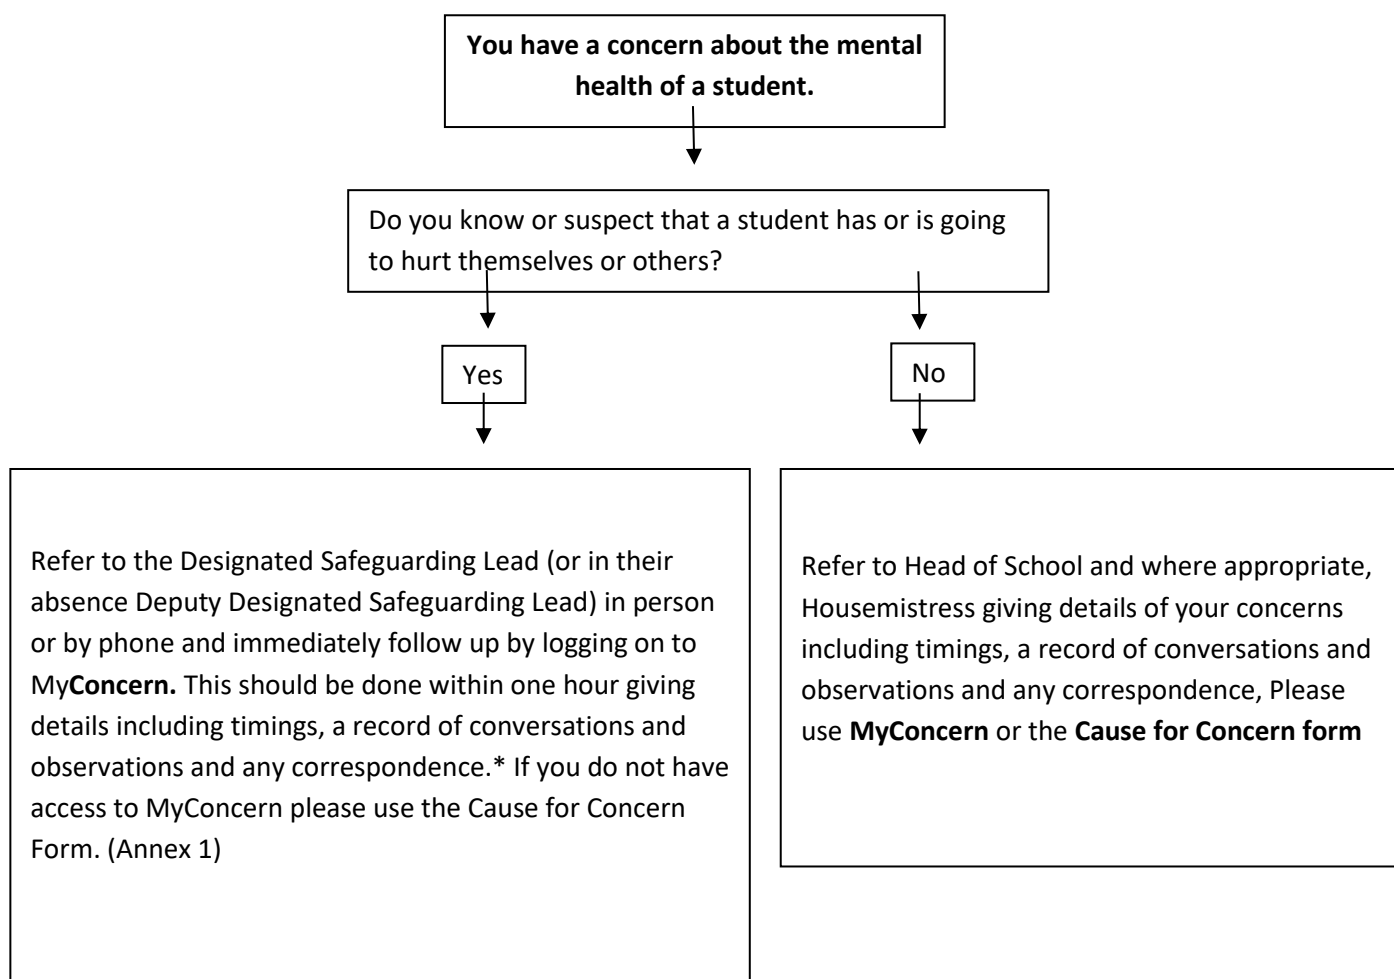 You have a concern about the mental
health of a student.
Do you know or suspect that a student has or is going
to hurt themselves or others?
Yes
No
Refer to the Designated Safeguarding Lead (or in their
absence Deputy Designated Safeguarding Lead) in person
or by phone and immediately follow up by logging on to
MyConcern. This should be done within one hour giving
details including timings, a record of conversations and
observations and any correspondence.* If you do not have
access to MyConcern please use the Cause for Concern
Form. (Annex 1)
Refer to Head of School and where appropriate,
Housemistress giving details of your concerns
including timings, a record of conversations and
observations and any correspondence, Please
use MyConcern or the Cause for Concern form